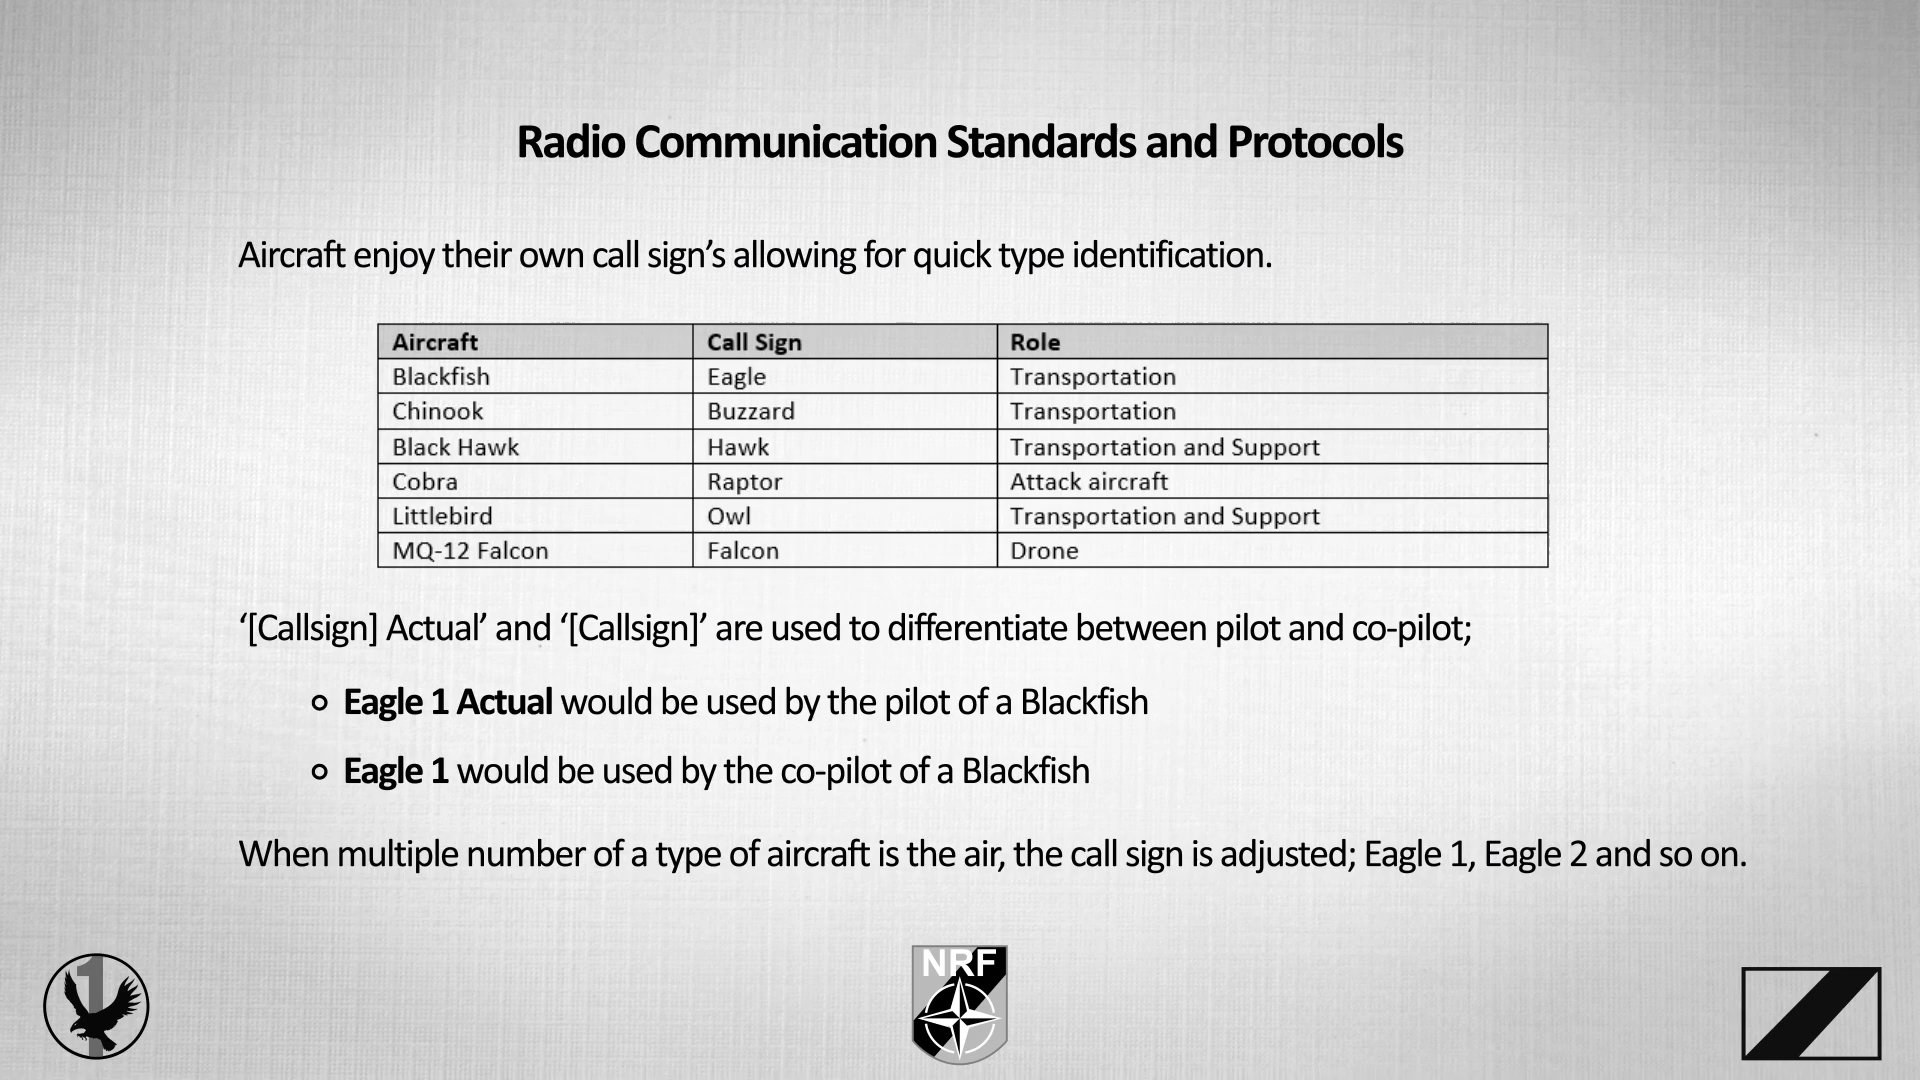 Radio Communication Standards and Protocols
Aircraft enjoy their own call sign’s allowing for quick type identification.
Aircraft Call Sign Role
Blackfish Eagle Transportation
Chinook Buzzard Transportation
Black Hawk Hawk Transportation and Support
Cobra Raptor Attack aircraft
Littlebird Owl Transportation and Support
MQ-12 Falcon Falcon Drone
‘[Callsign] Actual’ and ‘[Callsign]’ are used to differentiate between pilot and co-pilot;
Eagle 1 Actual would be used by the pilot of a Blackfish
Eagle 1 would be used by the co-pilot of a Blackfish
When multiple number of a type of aircraft is the air, the call sign is adjusted; Eagle 1, Eagle 2 and so on.
1
NRF